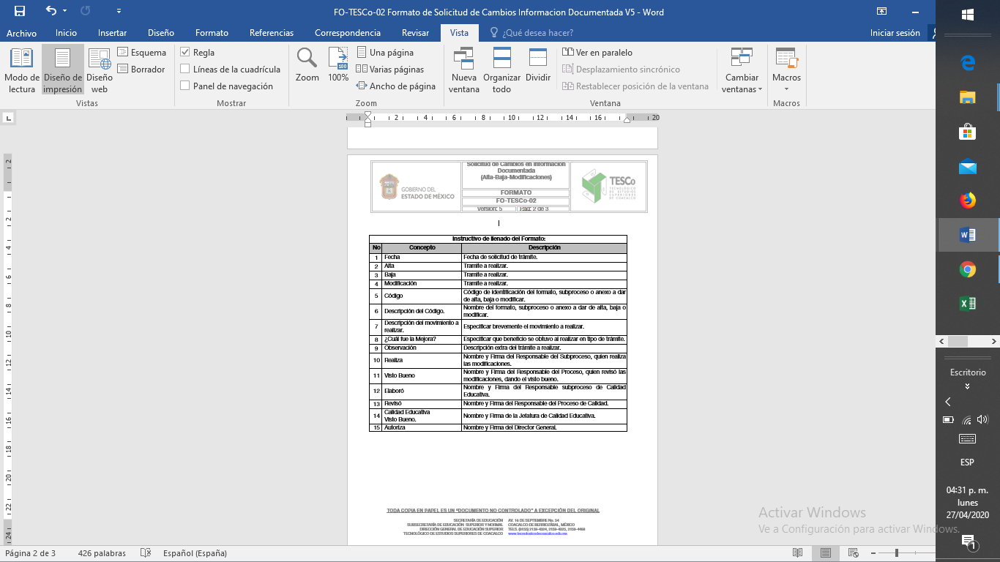 FO-TESCo-02 Formato de Solicitud de Cambios Informacion Documentada V5 - Word
Archivo Inicio Insertar Diseño Formato Referencias Correspondencia Revisar Vista ¿Qué desea hacer? Iniciar sesión
Modo de lectura
Diseño de impresión
Diseño web
Esquema
Borrador
Vistas
Regla
Líneas de la cuadrícula
Panel de navegación
Mostrar
Zoom
100%
Una página
Varias páginas
Ancho de página
Zoom
Nueva ventana
Organizar todo
Dividir
Ver en paralelo
Desplazamiento sincrónico
Restablecer posición de la ventana
Ventana
Cambiar ventanas
Macros
Macros
2 4 6 8 10 12 14 16 20
GOBIERNO DEL
ESTADO DE MÉXICO
Solicitud de Cambios en Información
Documentada
(Alta-Baja-Modificaciones)
FORMATO
FO-TESCo-02
Versión: 5 Pág: 2 de 3
TESCo
TECNOLÓGICO
DE ESTUDIOS
SUPERIORES
DE COACALCO
Instructivo de llenado del Formato:
No Concepto Descripción
1 Fecha Fecha de solicitud de trámite.
2 Alta Tramite a realizar.
3 Baja Tramite a realizar.
4 Modificación Tramite a realizar.
5 Código Código de identificación del formato, subproceso o anexo a dar
de alta, baja o modificar.
6 Descripción del Código. Nombre del formato, subproceso o anexo a dar de alta, baja o
modificar.
7 Descripción del movimiento a
realizar. Especificar brevemente el movimiento a realizar.
8 ¿Cuál fue la Mejora? Especificar que beneficio se obtuvo al realizar en tipo de trámite.
9 Observación Descripción extra del trámite a realizar.
10 Realiza Nombre y Firma del Responsable del Subproceso, quien realiza
las modificaciones.
11 Visto Bueno Nombre y Firma del Responsable del Proceso, quien revisó las
modificaciones, dando el visto bueno.
12 Elaboró Nombre y Firma del Responsable subproceso de Calidad
Educativa.
13 Revisó Nombre y Firma del Responsable del Proceso de Calidad.
14 Calidad Educativa
Visto Bueno. Nombre y Firma de la Jefatura de Calidad Educativa.
15 Autoriza Nombre y Firma del Director General.
TODA COPIA EN PAPEL ES UN "DOCUMENTO NO CONTROLADO" A EXCEPCIÓN DEL ORIGINAL
SECRETARÍA DE EDUCACIÓN AV. 16 DE SEPTIEMBRE No. 54
SUBSECRETARÍA DE EDUCACIÓN SUPERIOR Y NORMAL COACALCO DE BERRIOZÁBAL, MÉXICO
DIRECCIÓN GENERAL DE EDUCACIÓN SUPERIOR
TECNOLÓGICO DE ESTUDIOS SUPERIORES DE COACALCO
Página 2 de 3 426 palabras Español (España)
Activar Windows
Ve a Configuración para activar Windows.
Escritorio
ESP
04:31 p. m.
lunes
27/04/2020
1